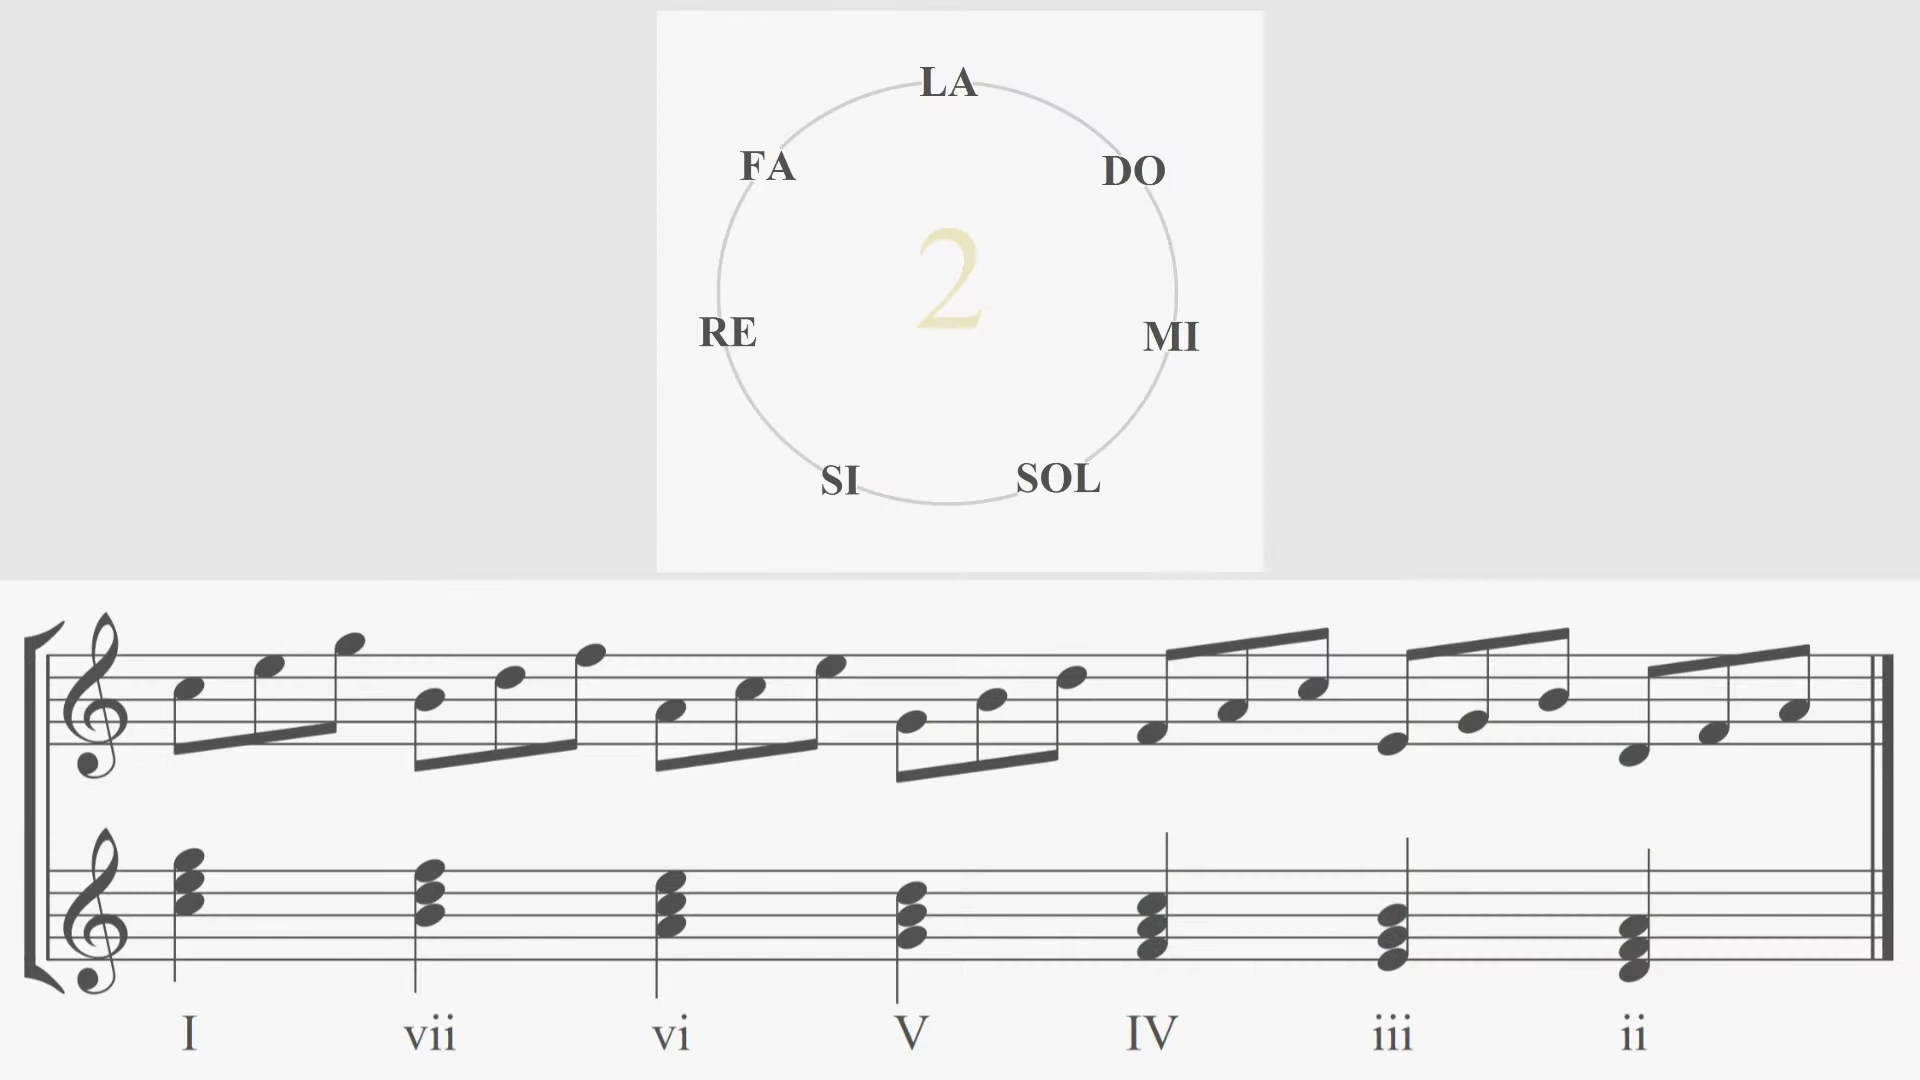 LA
FA DO
2
RE MI
SI SOL
I vii vi V IV iii ii